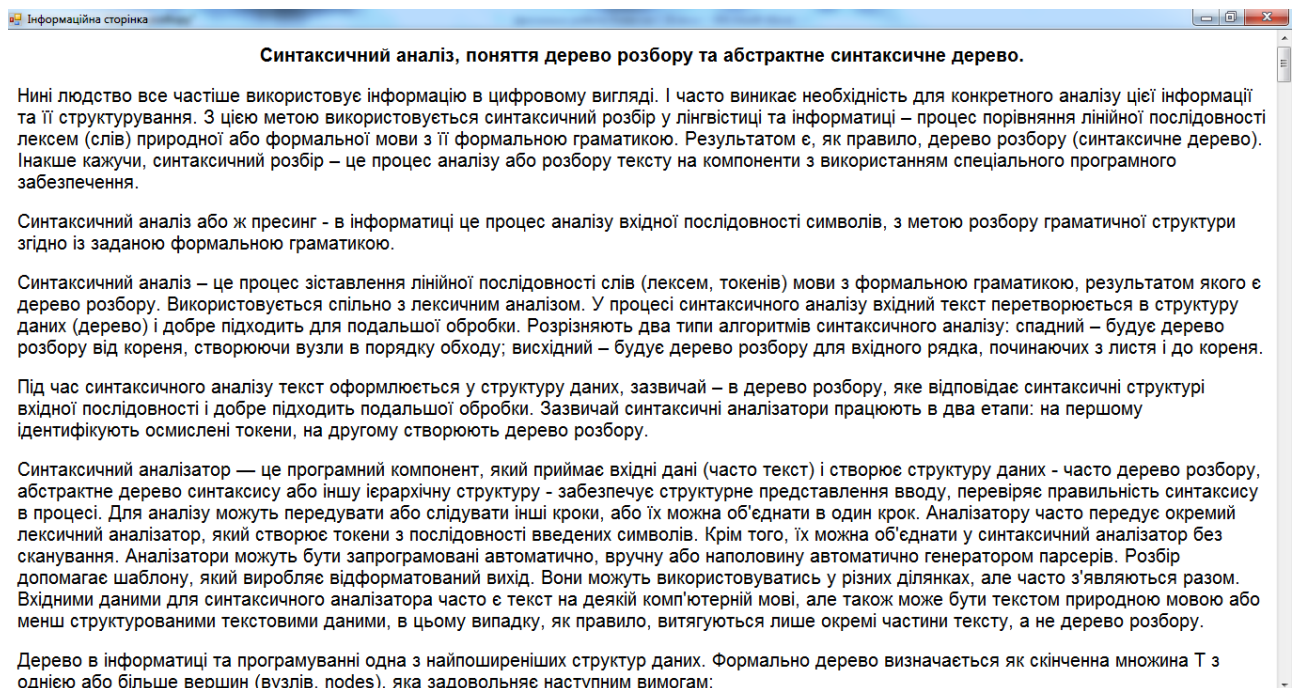 Інформаційна сторінка
Синтаксичний аналіз, поняття дерево розбору та абстрактне синтаксичне дерево.
Нині людство все частіше використовує інформацію в цифровому вигляді. І часто виникає необхідність для конкретного аналізу цієї інформації
та її структурування. З цією метою використовується синтаксичний розбір у лінгвістиці та інформатиці – процес порівняння лінійної послідовності
лексем (слів) природної або формальної мови з її формальною граматикою. Результатом є, як правило, дерево розбору (синтаксичне дерево).
Інакше кажучи, синтаксичний розбір – це процес аналізу або розбору тексту на компоненти з використанням спеціального програмного
забезпечення.
Синтаксичний аналіз або ж пресинг - в інформатиці це процес аналізу вхідної послідовності символів, з метою розбору граматичної структури
згідно із заданою формальною граматикою.
Синтаксичний аналіз – це процес зіставлення лінійної послідовності слів (лексем, токенів) мови з формальною граматикою, результатом якого є
дерево розбору. Використовується спільно з лексичним аналізом. У процесі синтаксичного аналізу вхідний текст перетворюється в структуру
даних (дерево) і добре підходить для подальшої обробки. Розрізняють два типи алгоритмів синтаксичного аналізу: спадний – будує дерево
розбору від кореня, створюючи вузли в порядку обходу; висхідний – будує дерево розбору для вхідного рядка, починаючих з листя і до кореня.
Під час синтаксичного аналізу текст оформлюється у структуру даних, зазвичай – в дерево розбору, яке відповідає синтаксичні структурі
вхідної послідовності і добре підходить подальшої обробки. Зазвичай синтаксичні аналізатори працюють в два етапи: на першому
ідентифікують осмислені токени, на другому створюють дерево розбору.
Синтаксичний аналізатор — це програмний компонент, який приймає вхідні дані (часто текст) і створює структуру даних - часто дерево розбору,
абстрактне дерево синтаксису або іншу ієрархічну структуру - забезпечує структурне представлення вводу, перевіряє правильність синтаксису
в процесі. Для аналізу можуть передувати або слідувати інші кроки, або їх можна об'єднати в один крок. Аналізатору часто передує окремий
лексичний аналізатор, який створює токени з послідовності введених символів. Крім того, їх можна об'єднати у синтаксичний аналізатор без
сканування. Аналізатори можуть бути запрограмовані автоматично, вручну або наполовину автоматично генератором парсерів. Розбір
допомагає шаблону, який виробляє відформатований вихід. Вони можуть використовуватись у різних ділянках, але часто з'являються разом.
Вхідними даними для синтаксичного аналізатора часто є текст на деякій комп'ютерній мові, але також може бути текстом природною мовою або
менш структурованими текстовими даними, в цьому випадку, як правило, витягуються лише окремі частини тексту, а не дерево розбору.
Дерево в інформатиці та програмуванні одна з найпоширеніших структур даних. Формально дерево визначається як скінченна множина Т з
однією або більше вершин (вузлів, nodes), яка задовольняє наступним вимогам: